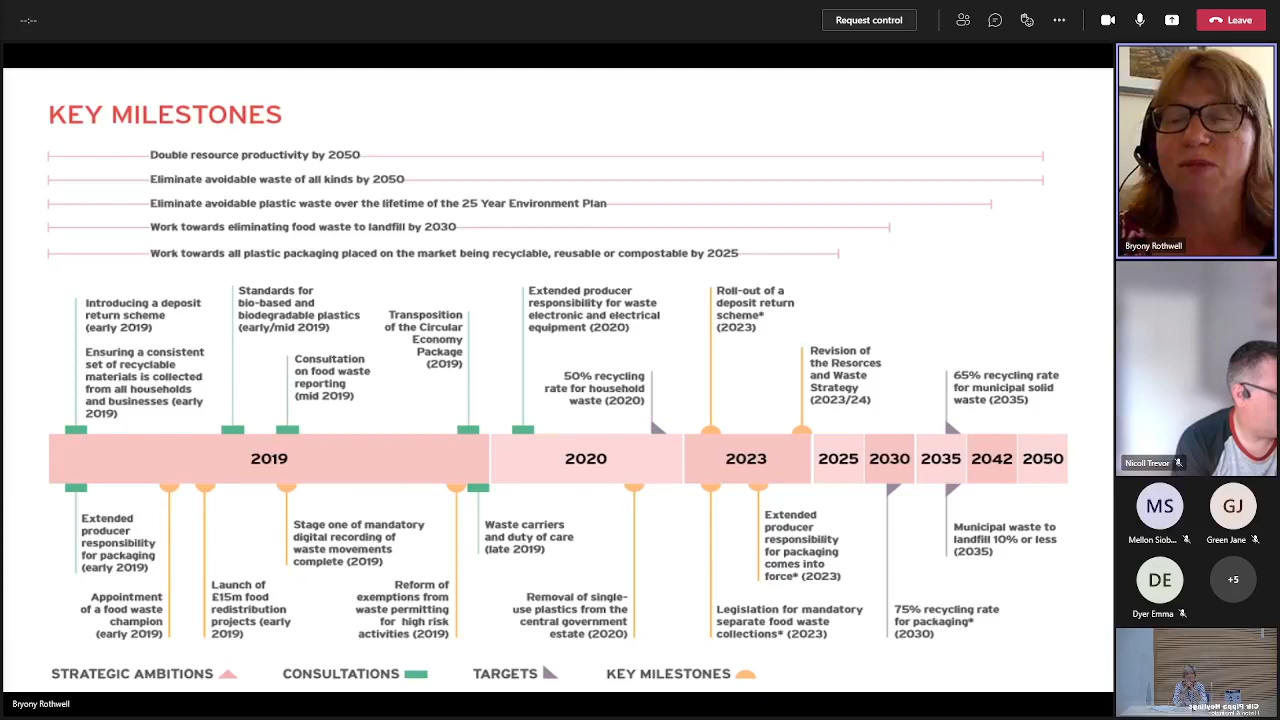 --:--
Request control
Leave
KEY MILESTONES
Double resource productivity by 2050
Eliminate avoidable waste of all kinds by 2050
Eliminate avoidable plastic waste over the lifetime of the 25 Year Environment Plan
Work towards eliminating food waste to landfill by 2030
Work towards all plastic packaging placed on the market being recyclable, reusable or compostable by 2025
Introducing a deposit
return scheme
(early 2019)
Ensuring a consistent
set of recyclable
materials is collected
from all households
and businesses (early
2019)
Standards for
bio-based and
biodegradable plastics
(early/mid 2019)
Consultation
on food waste
reporting
(mid 2019)
Transposition
of the Circular
Economy
Package
(2019)
Extended producer
responsibility for waste
electronic and electrical
equipment (2020)
50% recycling
rate for household
waste (2020)
Roll-out of a
deposit return
scheme*
(2023)
Revision of
the Resorces
and Waste
Strategy
(2023/24)
65% recycling rate
for municipal solid
waste (2035)
2019
2020
2023
2025
2030
2035
2042
2050
Extended
producer
responsibility
for packaging
(early 2019)
Appointment
of a food waste
champion
(early 2019)
Launch of
£15m food
redistribution
projects (early
2019)
Stage one of mandatory
digital recording of
waste movements
complete (2019)
Reform of
exemptions from
waste permitting
for high risk
activities (2019)
Waste carriers
and duty of care
(late 2019)
Removal of single-
use plastics from the
central government
estate (2020)
Extended
producer
responsibility
for packaging
comes into
force* (2023)
Legislation for mandatory
separate food waste
collections* (2023)
75% recycling rate
for packaging*
(2030)
Municipal waste to
landfill 10% or less
(2035)
STRATEGIC AMBITIONS
CONSULTATIONS
TARGETS
KEY MILESTONES
Bryony Rothwell
Bryony Rothwell
Nicoll Trevor
MS
GJ
Mellon Siob...
Green Jane
DE
+5
Dyer Emma